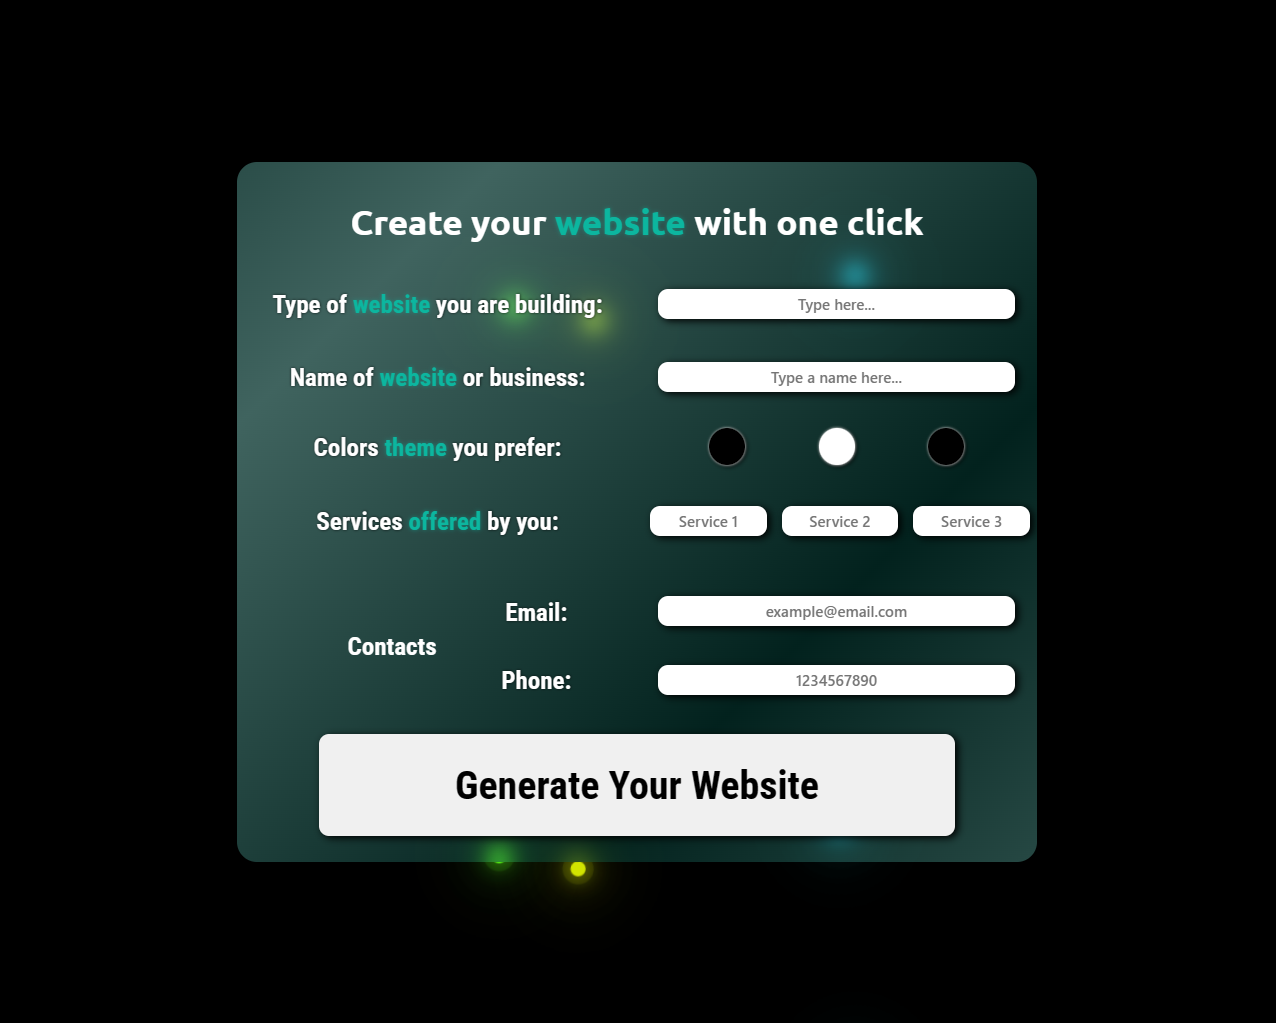 Create your website with one click
Type of website you are building:
Type here...
Name of website or business:
Type a name here...
Colors theme you prefer:
Services offered by you:
Service 1
Service 2
Service 3
Contacts
Email:
example@email.com
Phone:
1234567890
Generate Your Website